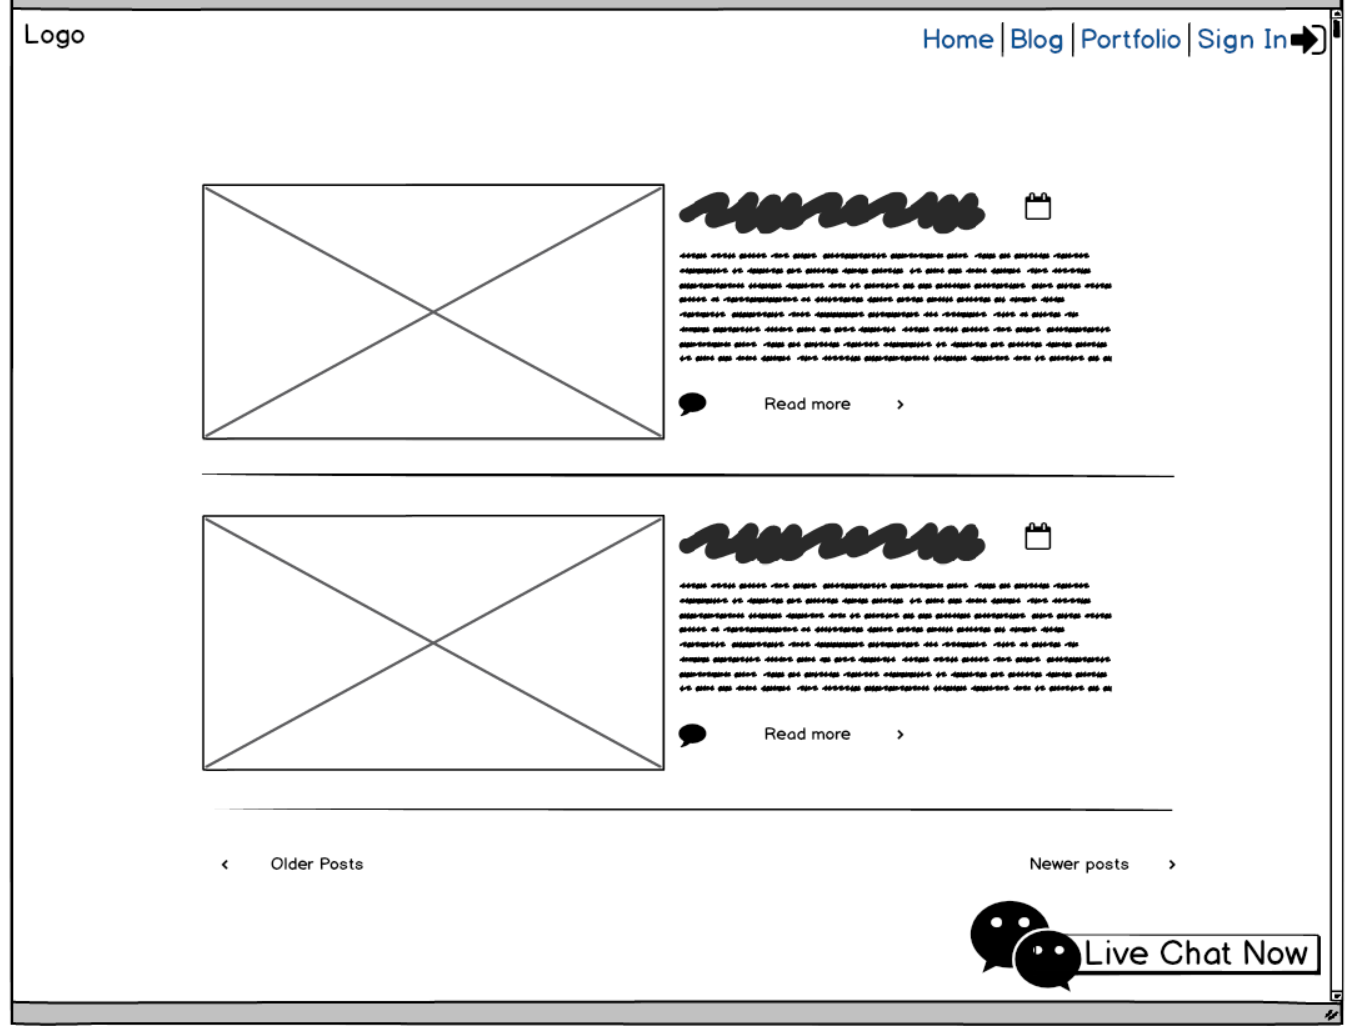 Logo
Home Blog Portfolio Sign In
Read more
Read more
Older Posts
Newer posts
Live Chat Now